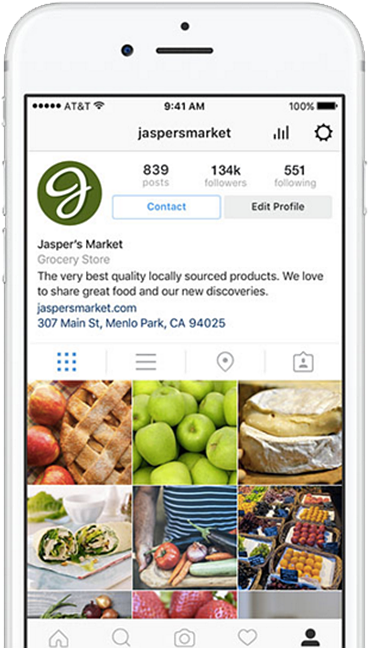 AT&T 9:41 AM 100%
jaspersmarket
839 134k 551
posts followers following
Contact Edit Profile
Jasper's Market
Grocery Store
The very best quality locally sourced products. We love
to share great food and our new discoveries.
jaspersmarket.com
307 Main St, Menlo Park, CA 94025